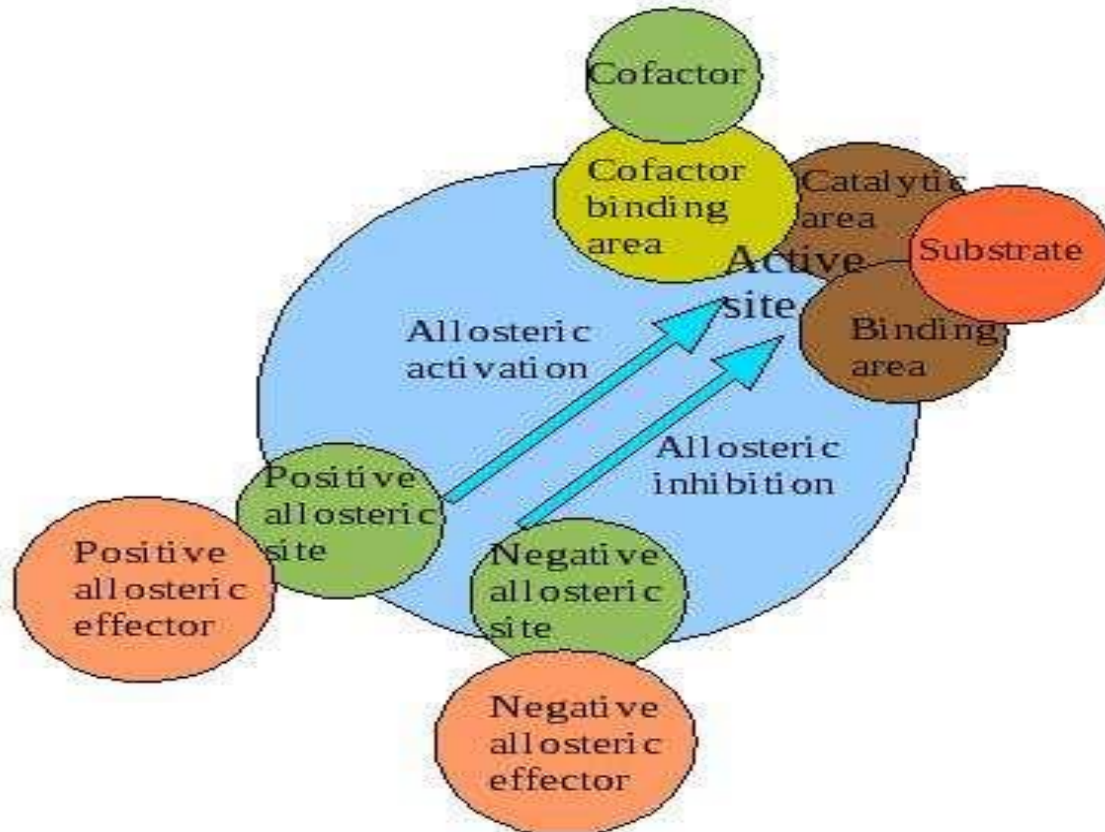 Cofactor
Cofactor
binding
area
Catalytic
area
Substrate
Active
site
Binding
area
Allosteric
activation
Allosteric
inhibition
Positive
allosteric
site
Positive
allosteric
effector
Negative
allosteric
site
Negative
allosteric
effector